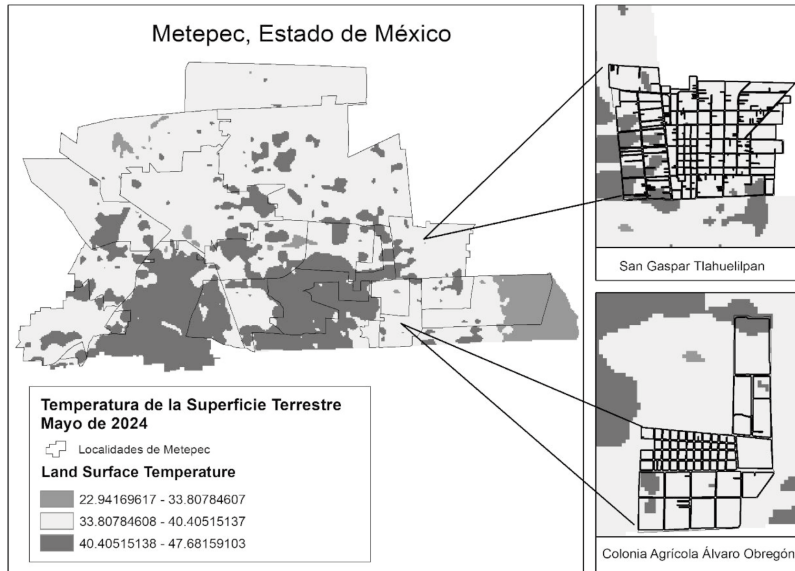 Metepec, Estado de México
San Gaspar Tlahuelilpan
Temperatura de la Superficie Terrestre
Mayo de 2024
Localidades de Metepec
Land Surface Temperature
22.94169617 - 33.80784607
33.80784608 - 40.40515137
40.40515138 - 47.68159103
Colonia Agrícola Álvaro Obregón